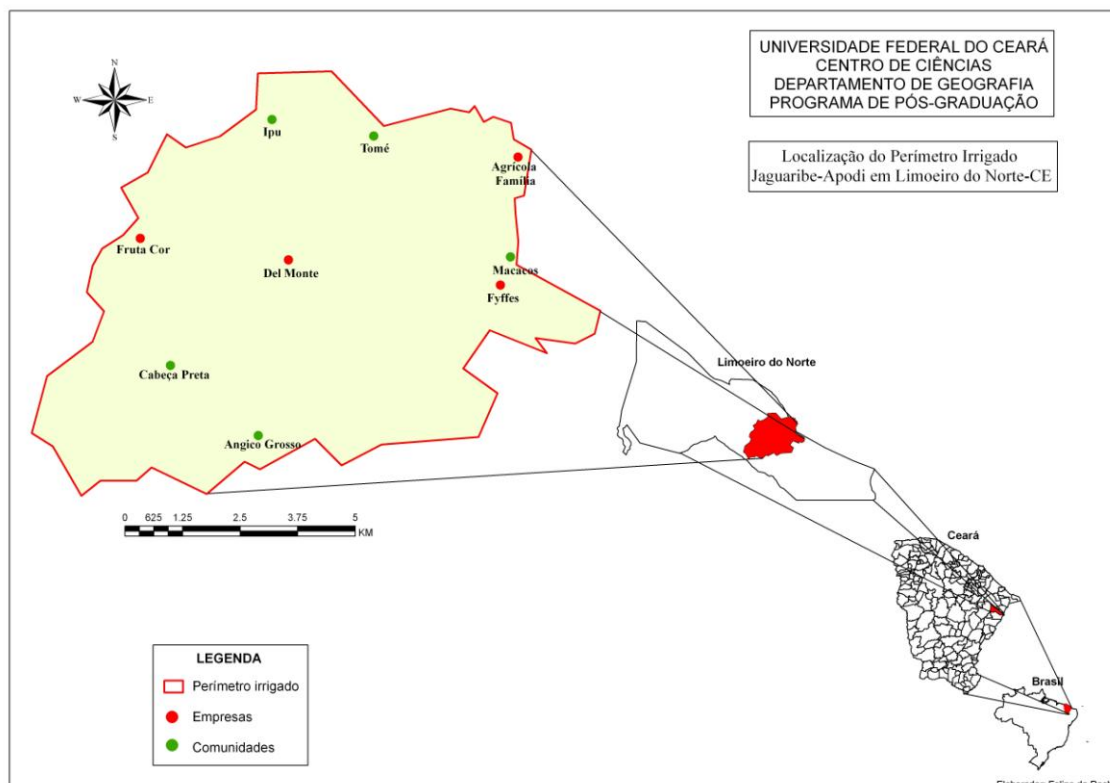 UNIVERSIDADE FEDERAL DO CEARÁ
CENTRO DE CIÊNCIAS
DEPARTAMENTO DE GEOGRAFIA
PROGRAMA DE PÓS-GRADUAÇÃO
Localização do Perímetro Irrigado
Jaguaribe-Apodi em Limoeiro do Norte-CE
N
W
E
S
Ipu
Tomé
Agrícola
Família
Fruta Cor
Del Monte
Macacos
Fyffes
Cabeça Preta
Angico Grosso
Limoeiro do Norte
0 625 1.25 2.5 3.75 5
KM
Ceará
Brasil
LEGENDA
Perímetro irrigado
Empresas
Comunidades